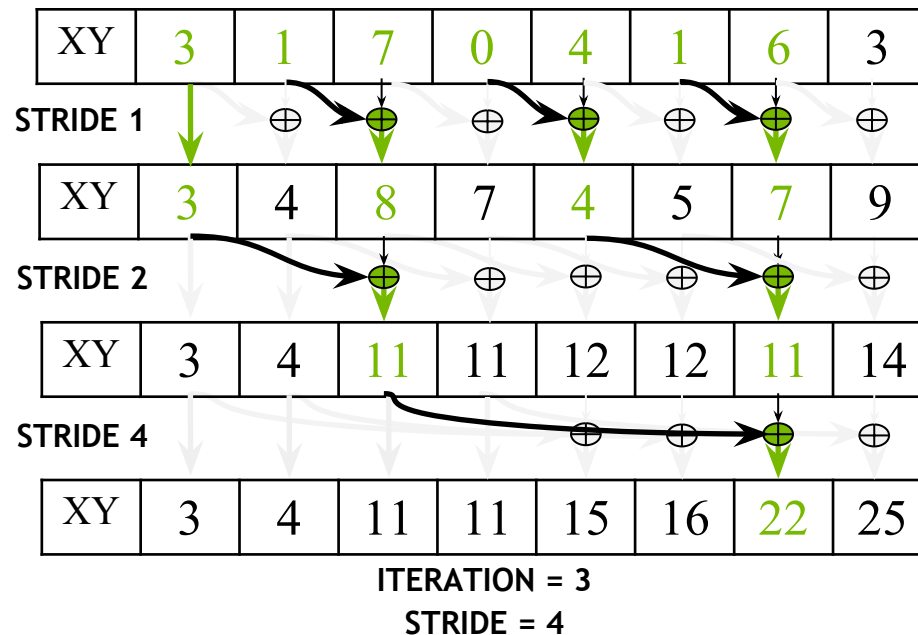 XY 3 1 7 0 4 1 6 3
STRIDE 1
XY 3 4 8 7 4 5 7 9
STRIDE 2
XY 3 4 11 11 12 12 11 14
STRIDE 4
XY 3 4 11 11 15 16 22 25
ITERATION = 3
STRIDE = 4